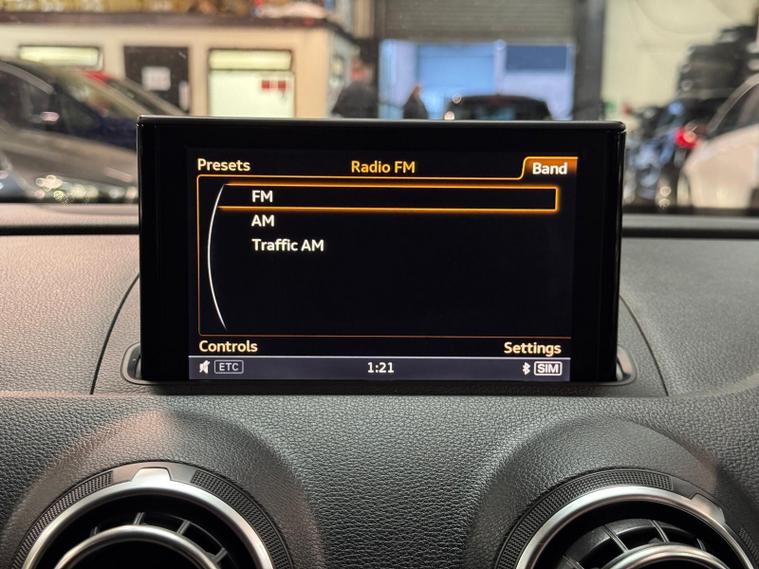 Presets Radio FM Band
FM
AM
Traffic AM
Controls Settings
ETC 1:21 SIM